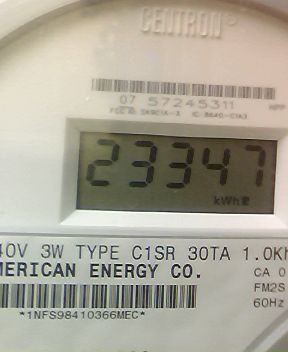 CENTRON®
07 57245311
23347
kWh
40V 3W TYPE C1SR 30TA 1.0Kh
MERICAN ENERGY CO.
CA 0
FM2S
60Hz
*1NFS98410366MEC*